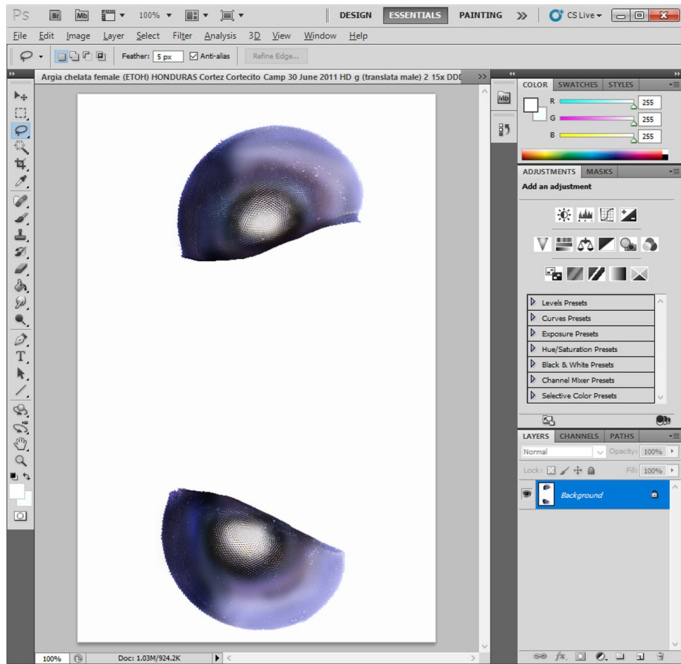 PS Br Mb 100% DESIGN ESSENTIALS PAINTING >> CS Live
File Edit Image Layer Select Filter Analysis 3D View Window Help
Feather: 5 px Anti-alias Refine Edge...
Argia chelata female (ETOH) HONDURAS Cortez Cortecito Camp 30 June 2011 HD g (translata male) 2 15x DDI
COLOR SWATCHES STYLES
R 255
G 255
B 255
ADJUSTMENTS MASKS
Add an adjustment
Levels Presets
Curves Presets
Exposure Presets
Hue/Saturation Presets
Black & White Presets
Channel Mixer Presets
Selective Color Presets
LAYERS CHANNELS PATHS
Normal Opacity: 100%
Lock: Fill: 100%
Background
100% Doc: 1.03M/924.2K